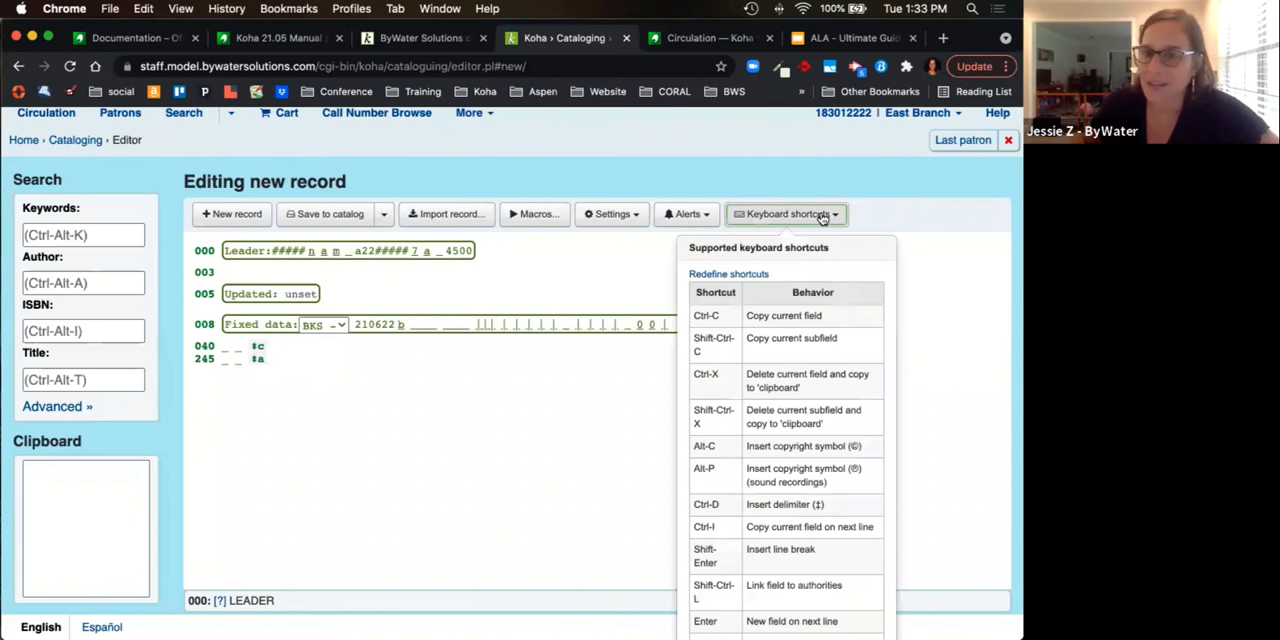 Chrome File Edit View History Bookmarks Profiles Tab Window Help 100% Tue 1:33 PM
Documentation – Of Koha 21.05 Manual ByWater Solutions Koha › Cataloging › Circulation — Koha ALA - Ultimate Gui
staff.model.bywatersolutions.com/cgi-bin/koha/cataloguing/editor.pl#new/ Update
social Conference Training Koha Aspen Website CORAL BWS » Other Bookmarks Reading List
Circulation Patrons Search Cart Call Number Browse More 183012222 | East Branch Help
Home › Cataloging › Editor
Last patron
Jessie Z - ByWater
Search
Keywords:
(Ctrl-Alt-K)
Author:
(Ctrl-Alt-A)
ISBN:
(Ctrl-Alt-I)
Title:
(Ctrl-Alt-T)
Advanced »
Clipboard
Editing new record
+ New record Save to catalog Import record... Macros... Settings Alerts Keyboard shortcuts
000 Leader:##### n a m _ a22##### 7 a _ 4500
003
005 Updated: unset
008 Fixed data: BKS - 210622 b ____ ____ ||| | | | | | | _ | | | | _ 0 0 |
040 _ _ ‡c
245 _ _ ‡a
000: [?] LEADER
Supported keyboard shortcuts
Redefine shortcuts
Shortcut Behavior
Ctrl-C Copy current field
Shift-Ctrl-C Copy current subfield
Ctrl-X Delete current field and copy to 'clipboard'
Shift-Ctrl-X Delete current subfield and copy to 'clipboard'
Alt-C Insert copyright symbol (©)
Alt-P Insert copyright symbol (℗) (sound recordings)
Ctrl-D Insert delimiter (‡)
Ctrl-I Copy current field on next line
Shift-Enter Insert line break
Shift-Ctrl-L Link field to authorities
Enter New field on next line
English Español